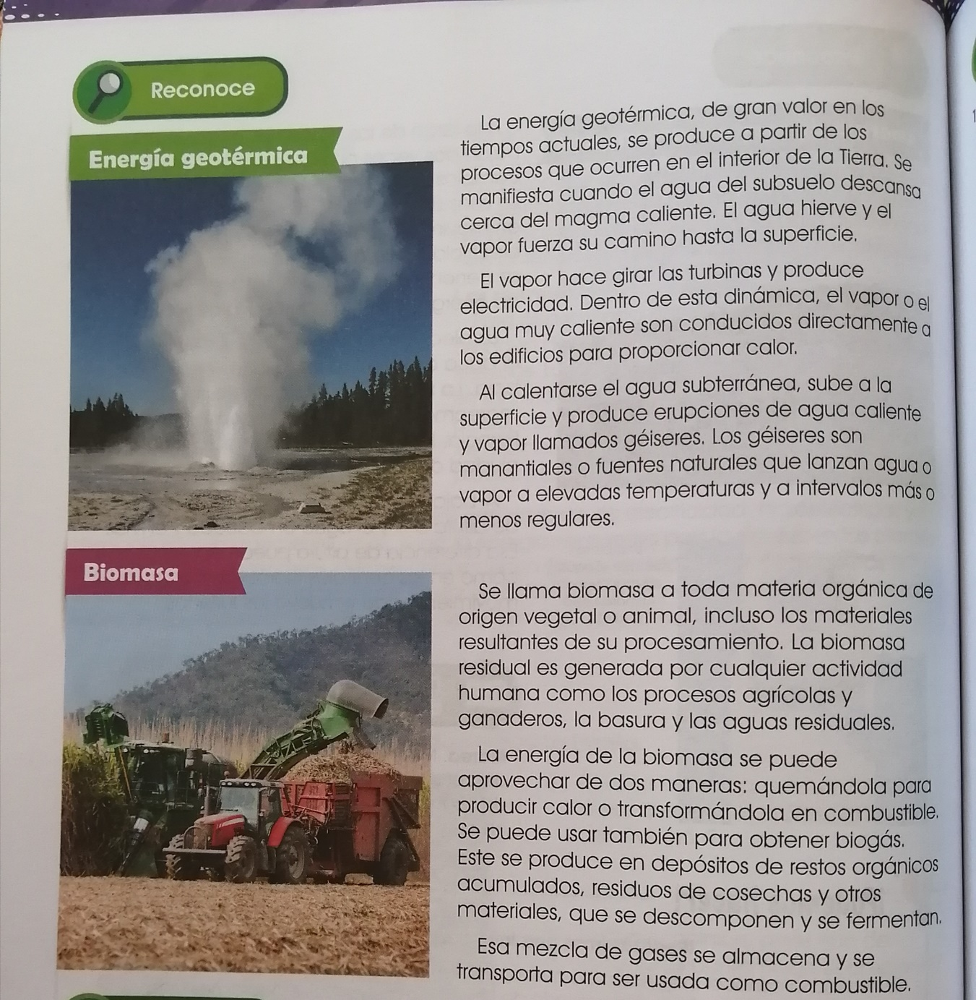 Reconoce
Energía geotérmica
La energía geotérmica, de gran valor en los
tiempos actuales, se produce a partir de los
procesos que ocurren en el interior de la Tierra. Se
manifiesta cuando el agua del subsuelo descansa
cerca del magma caliente. El agua hierve y el
vapor fuerza su camino hasta la superficie.
El vapor hace girar las turbinas y produce
electricidad. Dentro de esta dinámica, el vapor o el
agua muy caliente son conducidos directamente a
los edificios para proporcionar calor.
Al calentarse el agua subterránea, sube a la
superficie y produce erupciones de agua caliente
y vapor llamados géiseres. Los géiseres son
manantiales o fuentes naturales que lanzan agua o
vapor a elevadas temperaturas y a intervalos más o
menos regulares.
Biomasa
Se llama biomasa a toda materia orgánica de
origen vegetal o animal, incluso los materiales
resultantes de su procesamiento. La biomasa
residual es generada por cualquier actividad
humana como los procesos agrícolas y
ganaderos, la basura y las aguas residuales.
La energía de la biomasa se puede
aprovechar de dos maneras: quemándola para
producir calor o transformándola en combustible.
Se puede usar también para obtener biogás.
Este se produce en depósitos de restos orgánicos
acumulados, residuos de cosechas y otros
materiales, que se descomponen y se fermentan.
Esa mezcla de gases se almacena y se
transporta para ser usada como combustible.